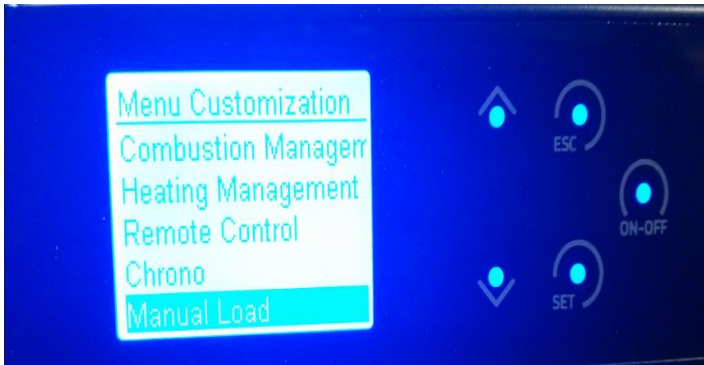 Menu Customization
Combustion Managem
Heating Management
Remote Control
Chrono
Manual Load
ESC
ON-OFF
SET